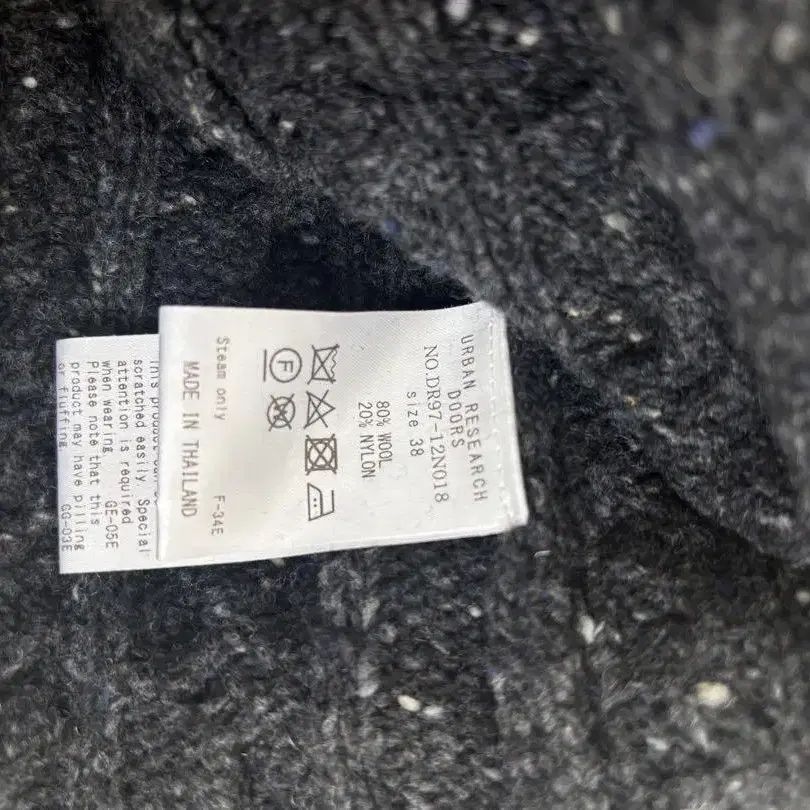 URBAN RESEARCH
DOORS
NO.DR97-12N018
size 38
80% WOOL
20% NYLON
F
W
Steam only
F-34E
MADE IN THAILAND
This product can
scratched easily. Special
attention is required
when wearing. GE-05E
Please note that this
product may have pilling
or fluffing. GG-03E